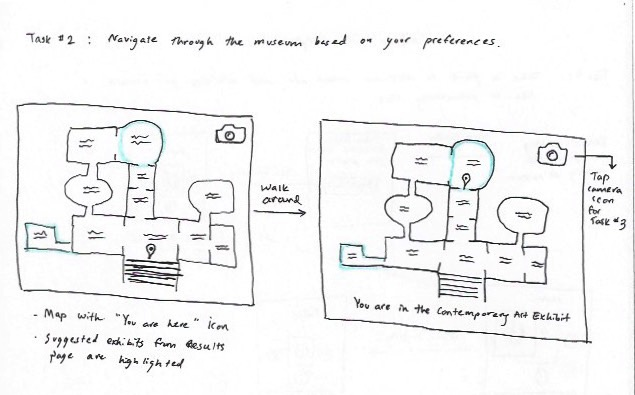 Task #2 : Navigate through the museum based on your preferences.
walk
around
Tap
camera
icon
for
Task #3
- Map with "You are here" icon
- Suggested exhibits from Results
page are highlighted
You are in the Contemporary Art Exhibit